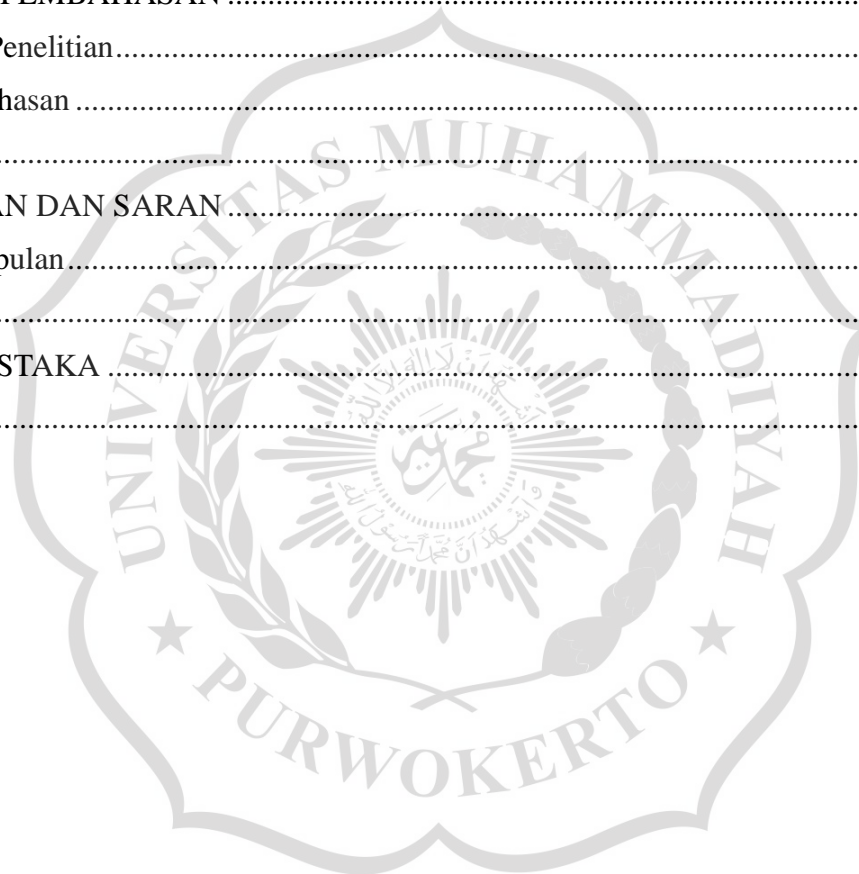 PEMBAHASAN ........................................................................................
Penelitian........................................................................................
hasan ........................................................................................
........................................................................................
AN DAN SARAN........................................................................................
pulan........................................................................................
........................................................................................
STAKA ........................................................................................
........................................................................................
UNIVERSITAS MUHAMMADIYAH
PURWOKERTO